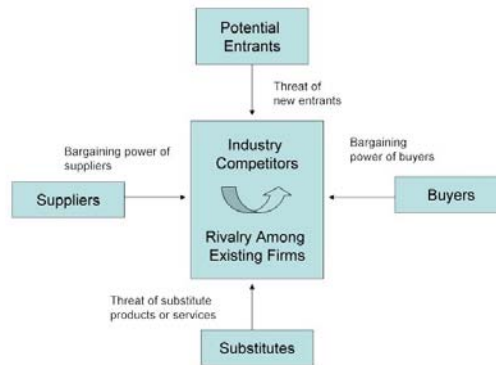 Potential
Entrants
Threat of
new entrants
Industry
Competitors
Bargaining power of
suppliers
Bargaining
power of buyers
Suppliers
Buyers
Rivalry Among
Existing Firms
Threat of substitute
products or services
Substitutes